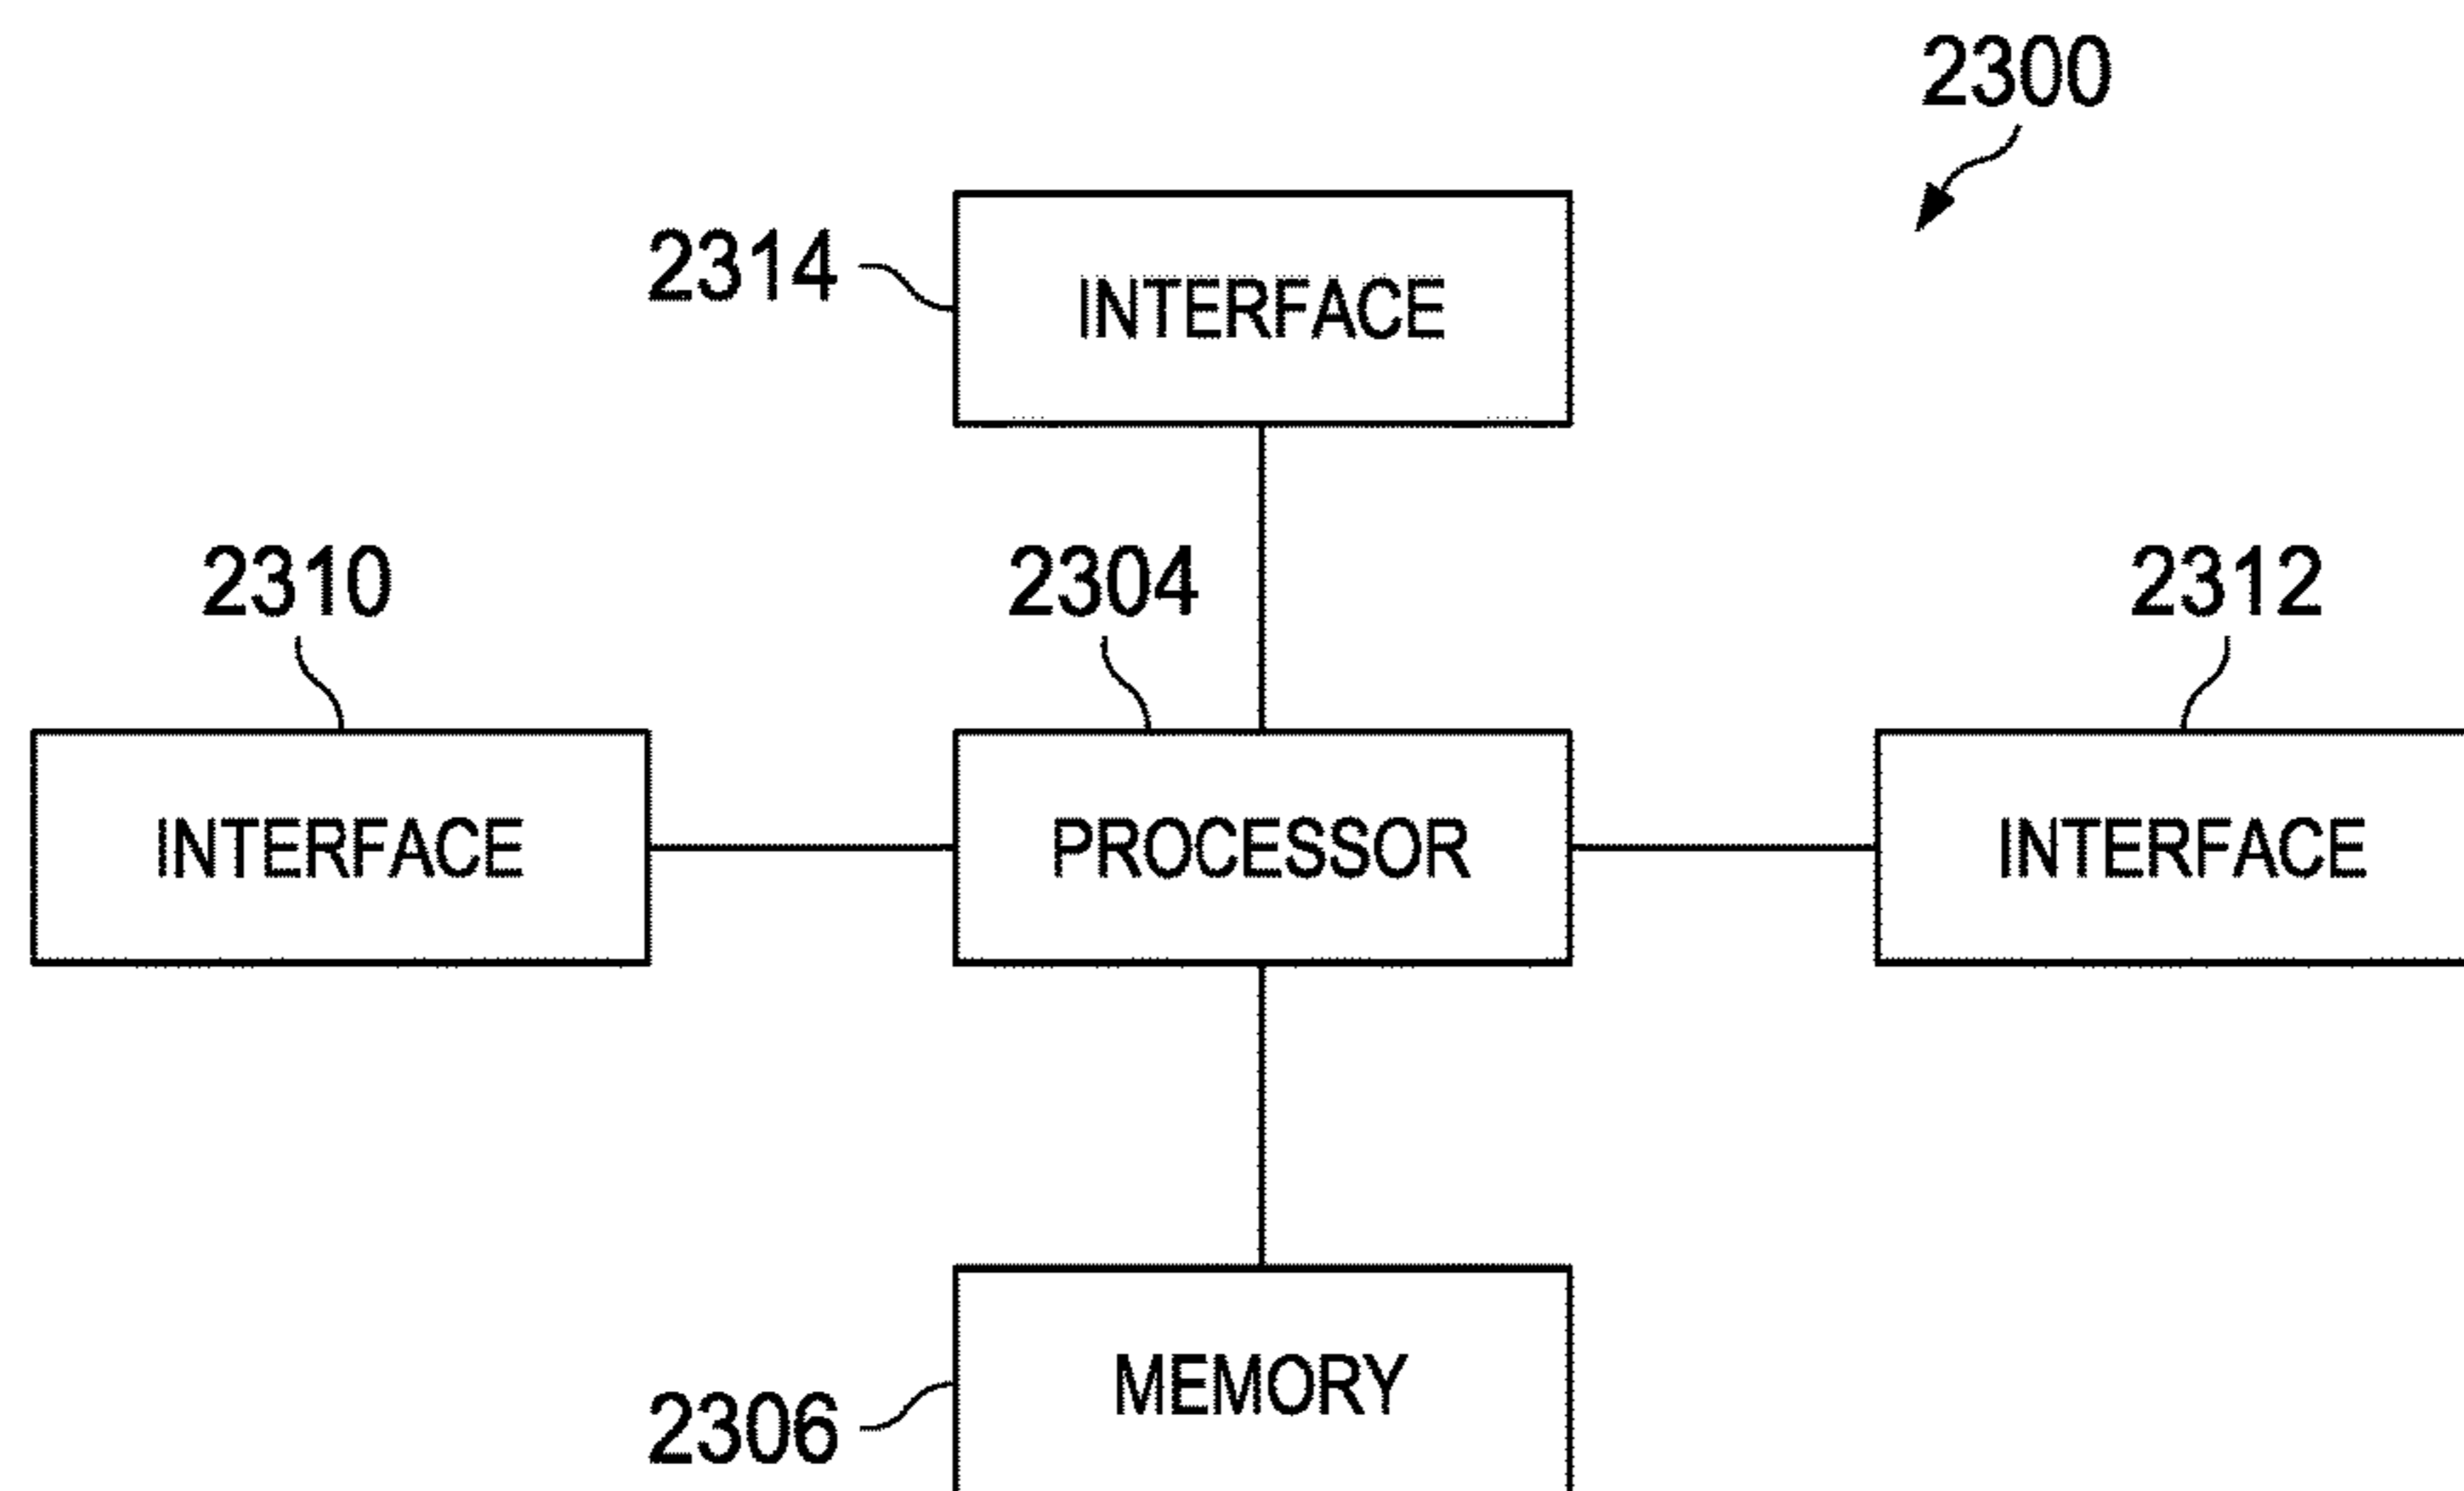 2300
2314
INTERFACE
2310
2304
2312
INTERFACE
PROCESSOR
INTERFACE
MEMORY
2306